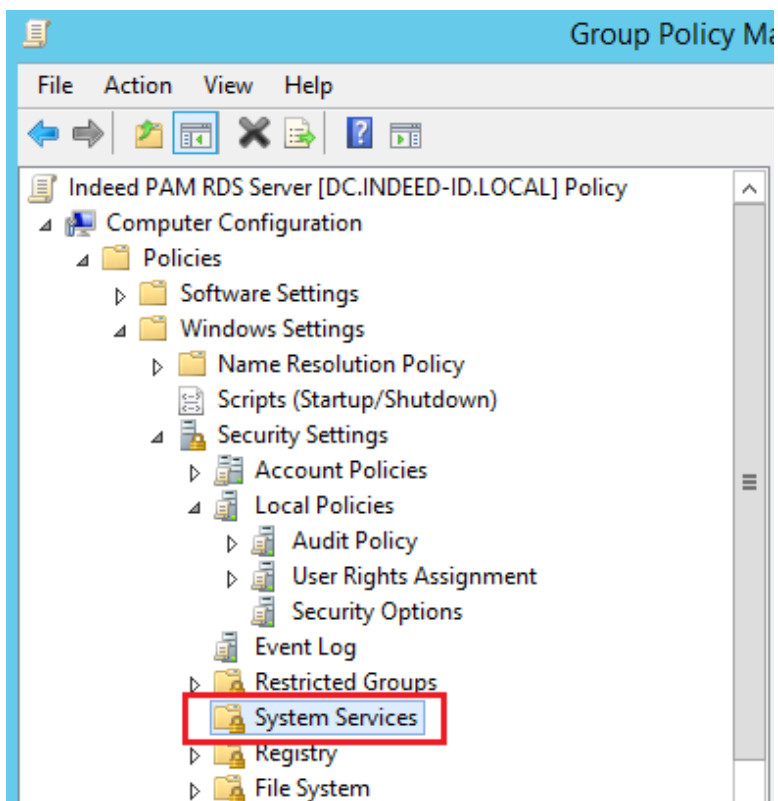 Group Policy Ma
File Action View Help
Indeed PAM RDS Server [DC.INDEED-ID.LOCAL] Policy
Computer Configuration
Policies
Software Settings
Windows Settings
Name Resolution Policy
Scripts (Startup/Shutdown)
Security Settings
Account Policies
Local Policies
Audit Policy
User Rights Assignment
Security Options
Event Log
Restricted Groups
System Services
Registry
File System